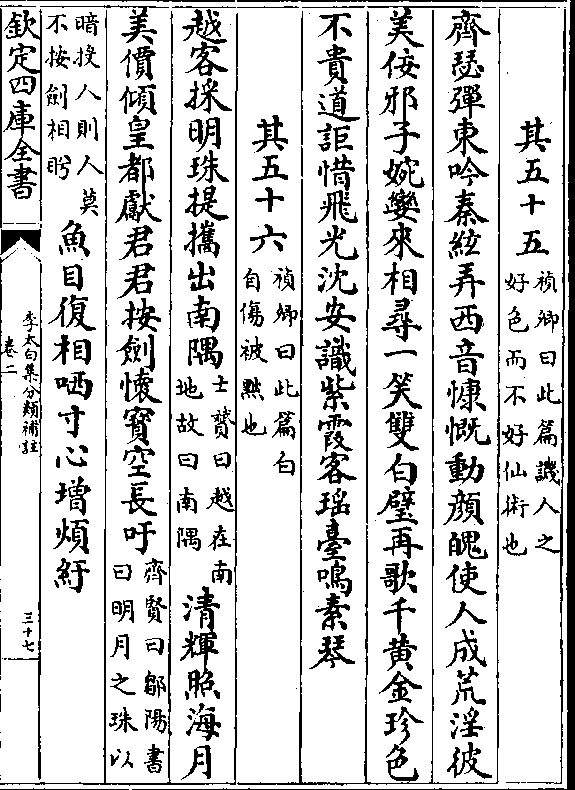 其五十五
禎卿曰此篇譏人之
好色而不好仙術也
齊瑟彈東吟秦絃弄西音慷慨動顏魄使人成荒淫彼
美佞邪子婉孌來相尋一笑雙白璧再歌千黄金珍色
不貴道詎惜飛光沈安識紫霞客瑶臺鳴素琴
其五十六
禎卿曰此篇白
自傷被黜也
越客採明珠提攜出南隅
士贇曰越在南
地故曰南隅
清輝照海月
美價傾皇都獻君君按劍懷寳空長吁
齊賢曰鄒陽書
曰明月之珠以
暗投人則人莫
不按劍相眄
魚目復相哂寸心增煩紆
欽定四庫全書
李太白集分類補註
卷二
三十七